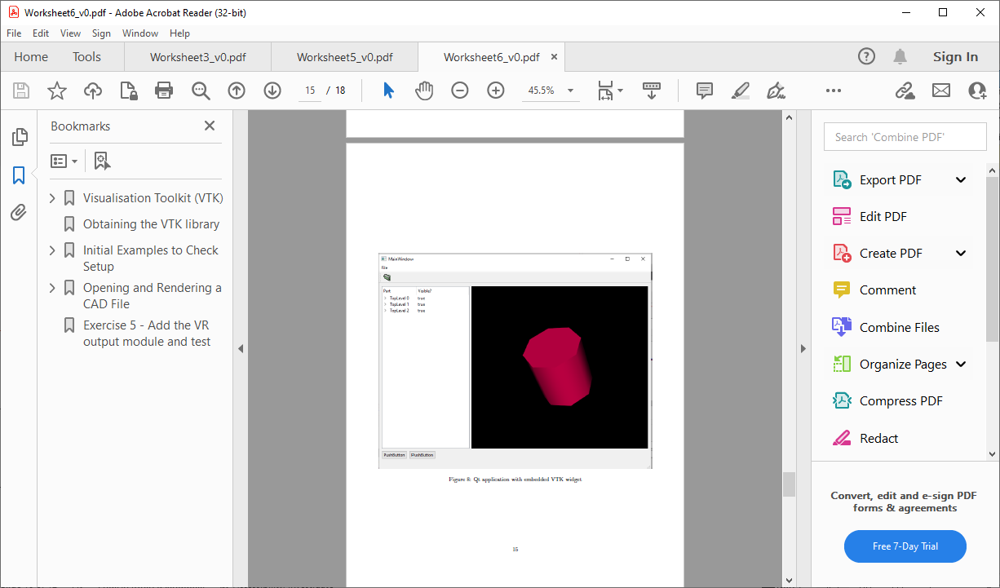 Worksheet6_v0.pdf - Adobe Acrobat Reader (32-bit)
File Edit View Sign Window Help
Home Tools Worksheet3_v0.pdf Worksheet5_v0.pdf Worksheet6_v0.pdf Sign In
15 / 18 45.5%
Bookmarks
Visualisation Toolkit (VTK)
Obtaining the VTK library
Initial Examples to Check
Setup
Opening and Rendering a
CAD File
Exercise 5 - Add the VR
output module and test
MainWindow
File
Part Visible?
TopLevel 0 true
TopLevel 1 true
TopLevel 2 true
PushButton PushButton
Figure 8: Qt application with embedded VTK widget
15
Search 'Combine PDF'
Export PDF
Edit PDF
Create PDF
Comment
Combine Files
Organize Pages
Compress PDF
Redact
Convert, edit and e-sign PDF
forms & agreements
Free 7-Day Trial